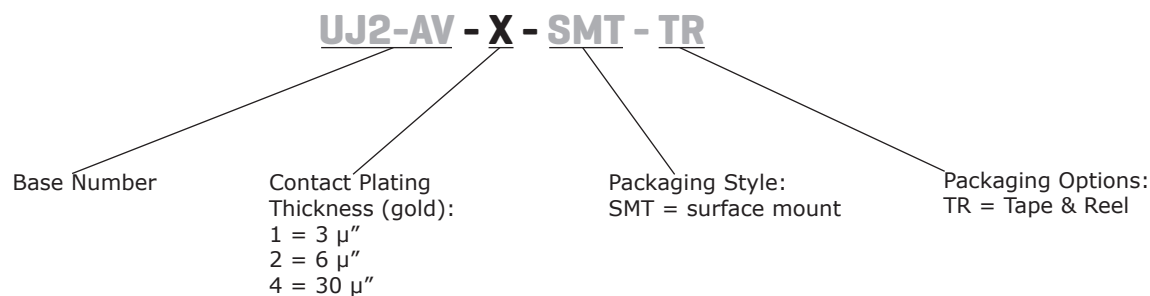 UJ2-AV - X - SMT - TR
Base Number
Contact Plating
Thickness (gold):
1 = 3 µ”
2 = 6 µ”
4 = 30 µ”
Packaging Style:
SMT = surface mount
Packaging Options:
TR = Tape & Reel